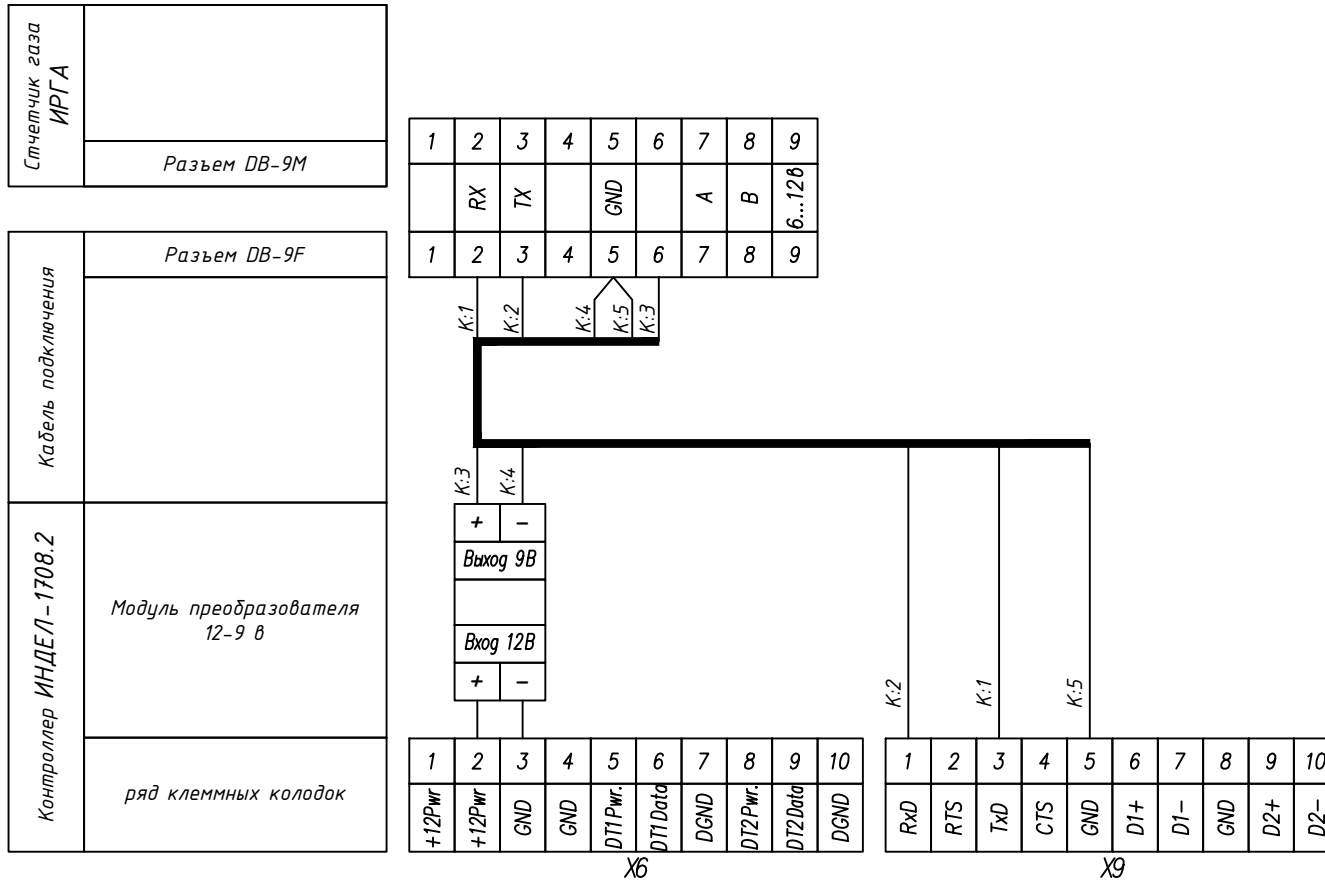 Стчетчик газа
ИРГА
Разъем DB-9M
1 2 3 4 5 6 7 8 9
RX TX GND A B 6...12В
Разъем DB-9F
1 2 3 4 5 6 7 8 9
Кабель подключения
К:1 К:2 К:4 К:5 К:3
К:3 К:4
+ -
Выход 9В
Контроллер ИНДЕЛ-1708.2
Модуль преобразователя
12-9 в
Вход 12В
+ -
К:2 К:1 К:5
ряд клеммных колодок
1 2 3 4 5 6 7 8 9 10
+12Pwr +12Pwr GND GND DT1Pwr. DT1Data DGND DT2Pwr. DT2Data DGND
X6
1 2 3 4 5 6 7 8 9 10
RxD RTS TxD CTS GND D1+ D1- GND D2+ D2-
X9